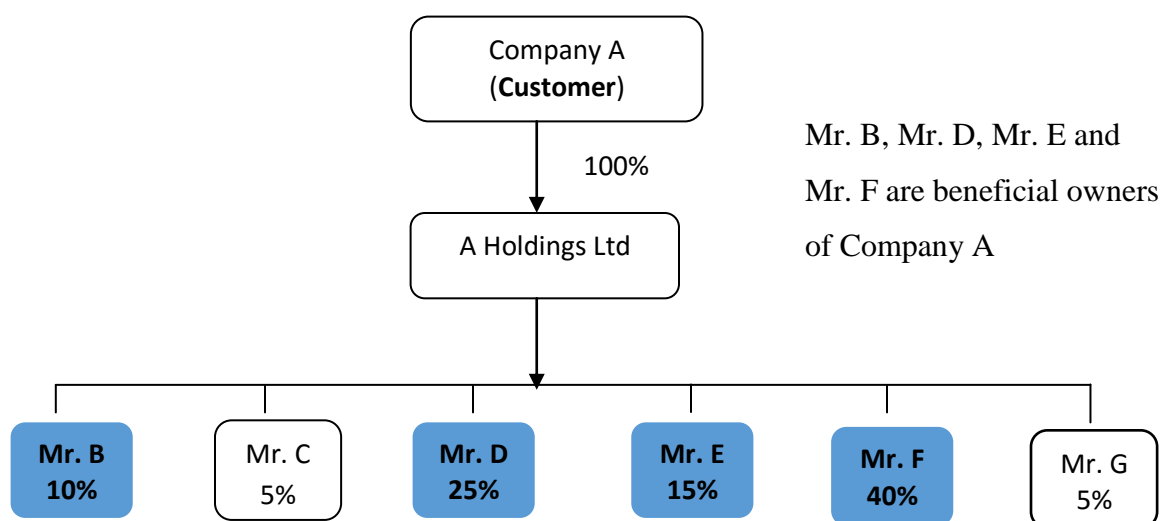 Company A
(Customer)
Mr. B, Mr. D, Mr. E and
100%
Mr. F are beneficial owners
A Holdings Ltd
of Company A
Mr. B
10%
Mr. C
5%
Mr. D
25%
Mr. E
15%
Mr. F
40%
Mr. G
5%